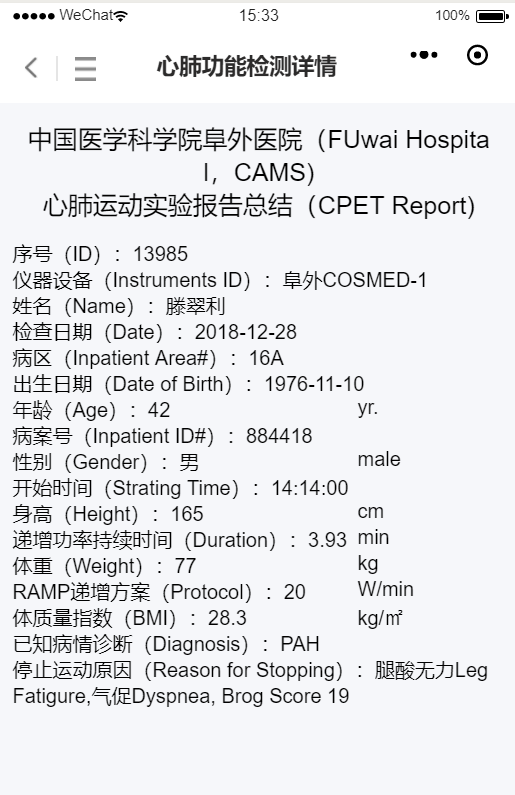 ●●●●● WeChat 15:33 100%
心肺功能检测详情
中国医学科学院阜外医院（FUwai Hospita
l，CAMS）
心肺运动实验报告总结（CPET Report）
序号（ID）：13985
仪器设备（Instruments ID）：阜外COSMED-1
姓名（Name）：滕翠利
检查日期（Date）：2018-12-28
病区（Inpatient Area#）：16A
出生日期（Date of Birth）：1976-11-10
年龄（Age）：42 yr.
病案号（Inpatient ID#）：884418
性别（Gender）：男 male
开始时间（Strating Time）：14:14:00
身高（Height）：165 cm
递增功率持续时间（Duration）：3.93 min
体重（Weight）：77 kg
RAMP递增方案（Protocol）：20 W/min
体质量指数（BMI）：28.3 kg/㎡
已知病情诊断（Diagnosis）：PAH
停止运动原因（Reason for Stopping）：腿酸无力Leg
Fatigure,气促Dyspnea, Brog Score 19